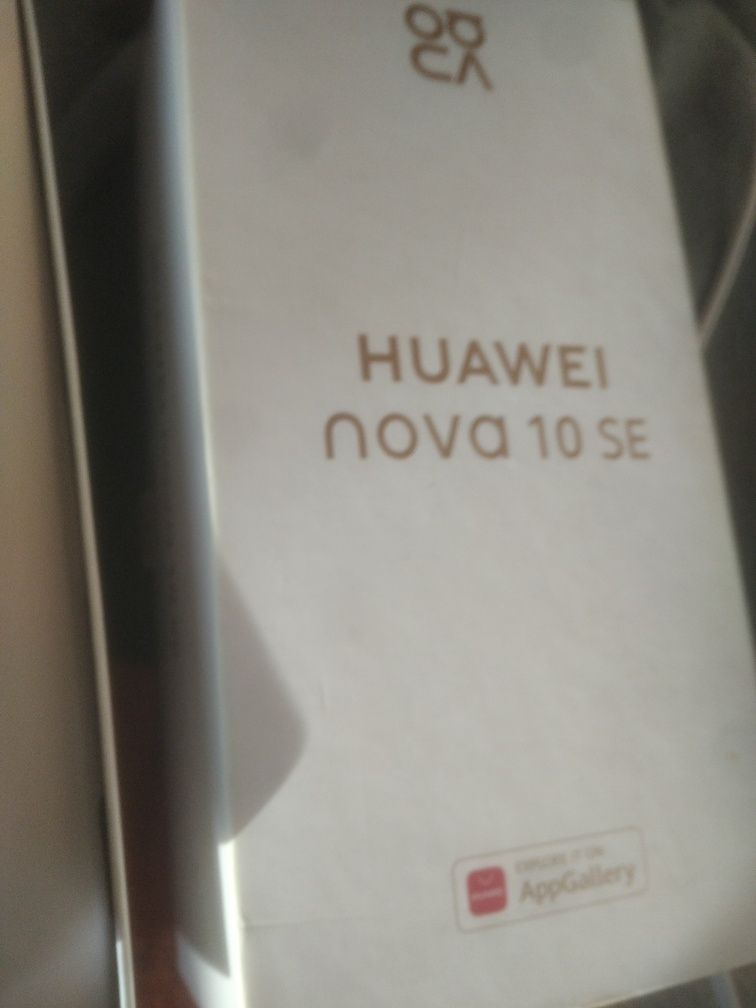 HUAWEI
nova 10 SE
EXPLORE IT ON
AppGallery